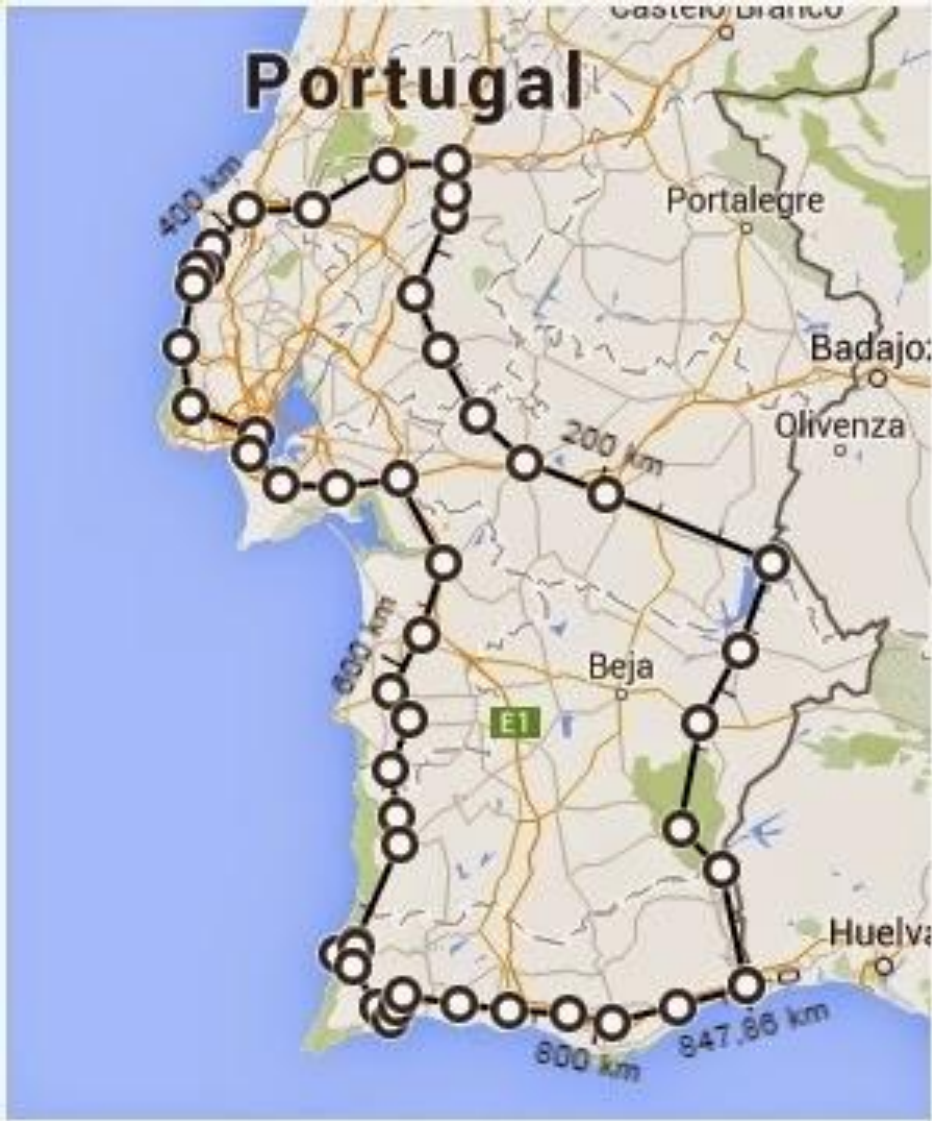 Castelo Branco
Portugal
400 km
Portalegre
Badajoz
Olivenza
200 km
600 km
Beja
E1
Huelva
847,86 km
800 km